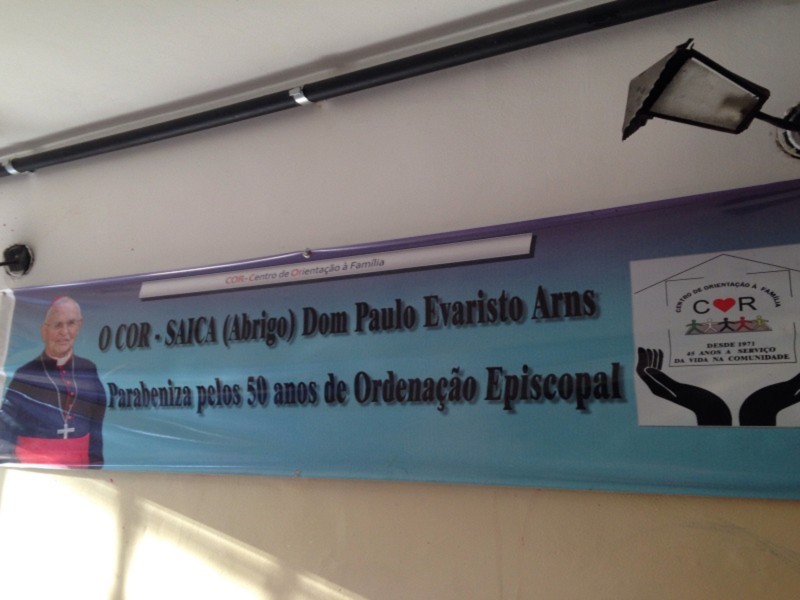 COR - Centro de Orientação à Família
O COR - SAICA (Abrigo) Dom Paulo Evaristo Arns
Parabeniza pelos 50 anos de Ordenação Episcopal
CENTRO DE ORIENTAÇÃO À FAMÍLIA
C R
DESDE 1971
45 ANOS A SERVIÇO
DA VIDA NA COMUNIDADE